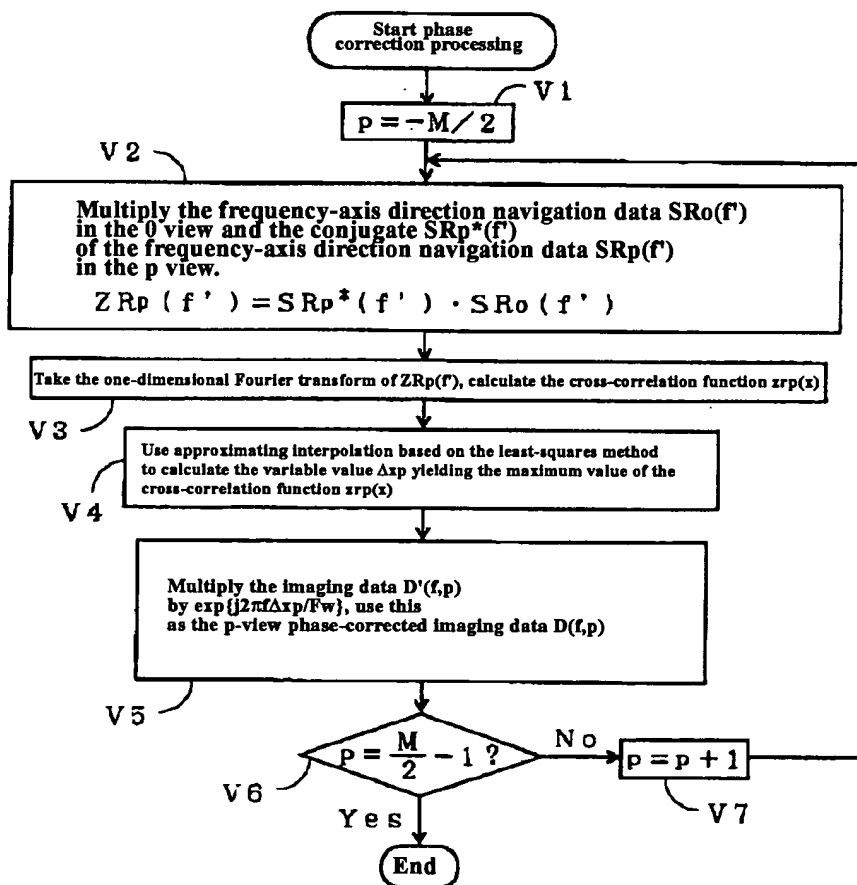 Start phase
correction processing
V1
p=-M/2
V2
Multiply the frequency-axis direction navigation data SRo(f')
in the 0 view and the conjugate SRp*(f')
of the frequency-axis direction navigation data SRp(f')
in the p view.
ZRp(f')=SRp*(f')·SRo(f')
Take the one-dimensional Fourier transform of ZRp(f'), calculate the cross-correlation function zrp(x)
V3
Use approximating interpolation based on the least-squares method
to calculate the variable value Δxp yielding the maximum value of the
cross-correlation function zrp(x)
V4
Multiply the imaging data D'(f,p)
by exp{j2πfΔxp/Fw}, use this
as the p-view phase-corrected imaging data D(f,p)
V5
P=M/2-1?
No
p=p+1
V6
V7
Yes
End